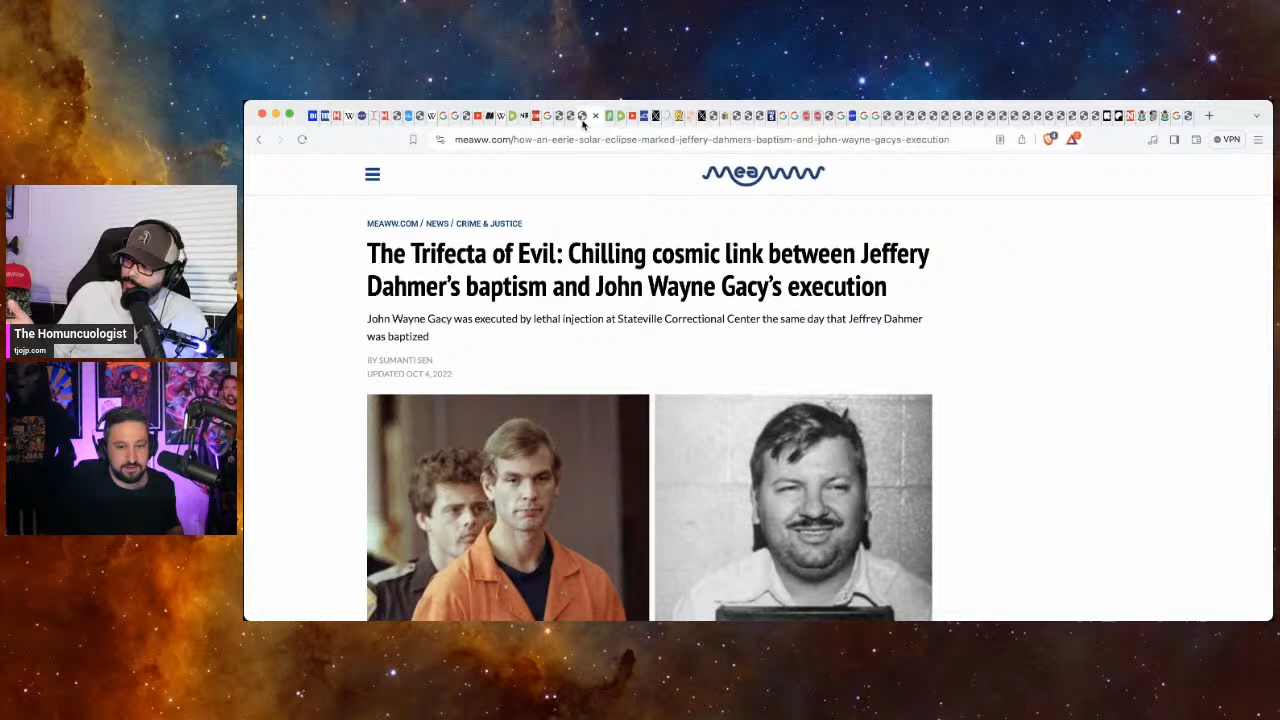 meaww.com/how-an-eerie-solar-eclipse-marked-jeffery-dahmers-baptism-and-john-wayne-gacys-execution
VPN
meaww
MEAWW.COM / NEWS / CRIME & JUSTICE
The Trifecta of Evil: Chilling cosmic link between Jeffery
Dahmer's baptism and John Wayne Gacy's execution
John Wayne Gacy was executed by lethal injection at Stateville Correctional Center the same day that Jeffrey Dahmer
was baptized
BY SUMANTI SEN
UPDATED OCT 4, 2022
The Homuncuologist
tjojp.com